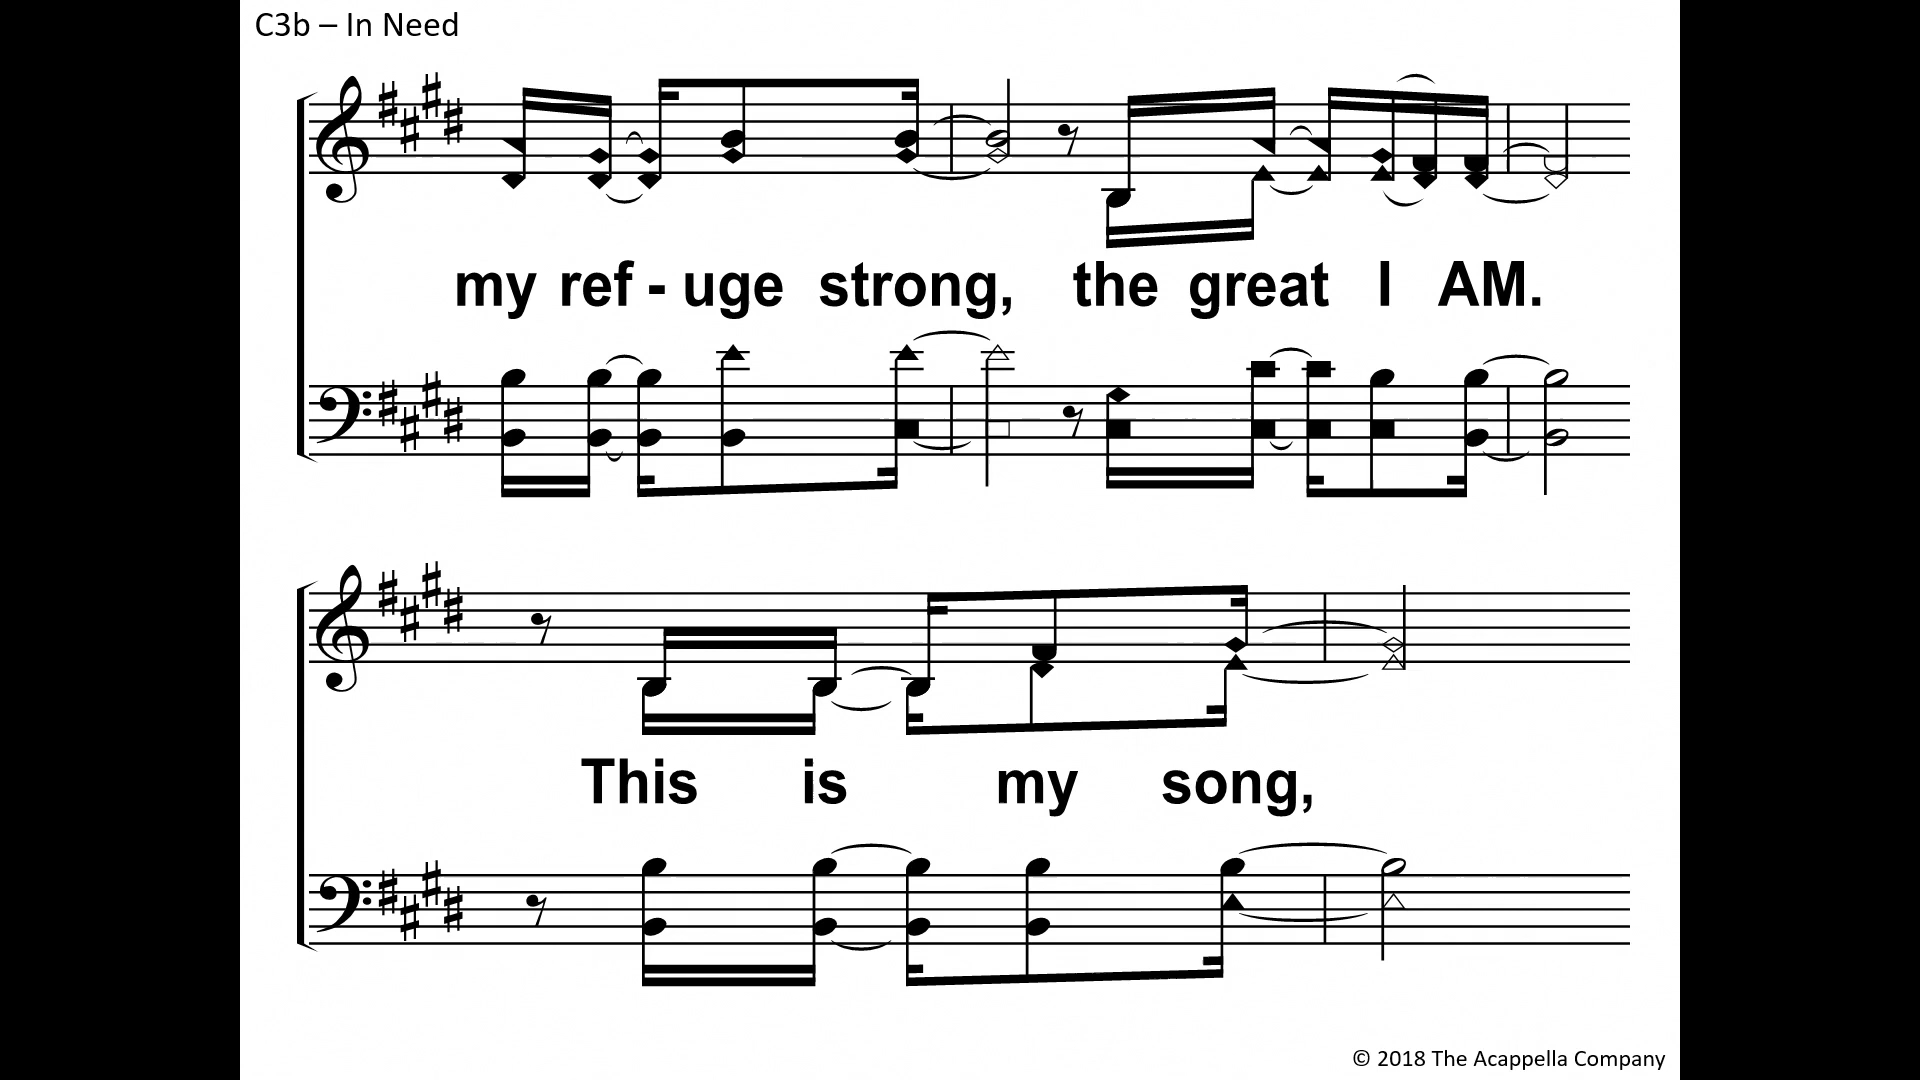 C3b – In Need
my ref - uge strong, the great I AM.
This is my song,
© 2018 The Acappella Company